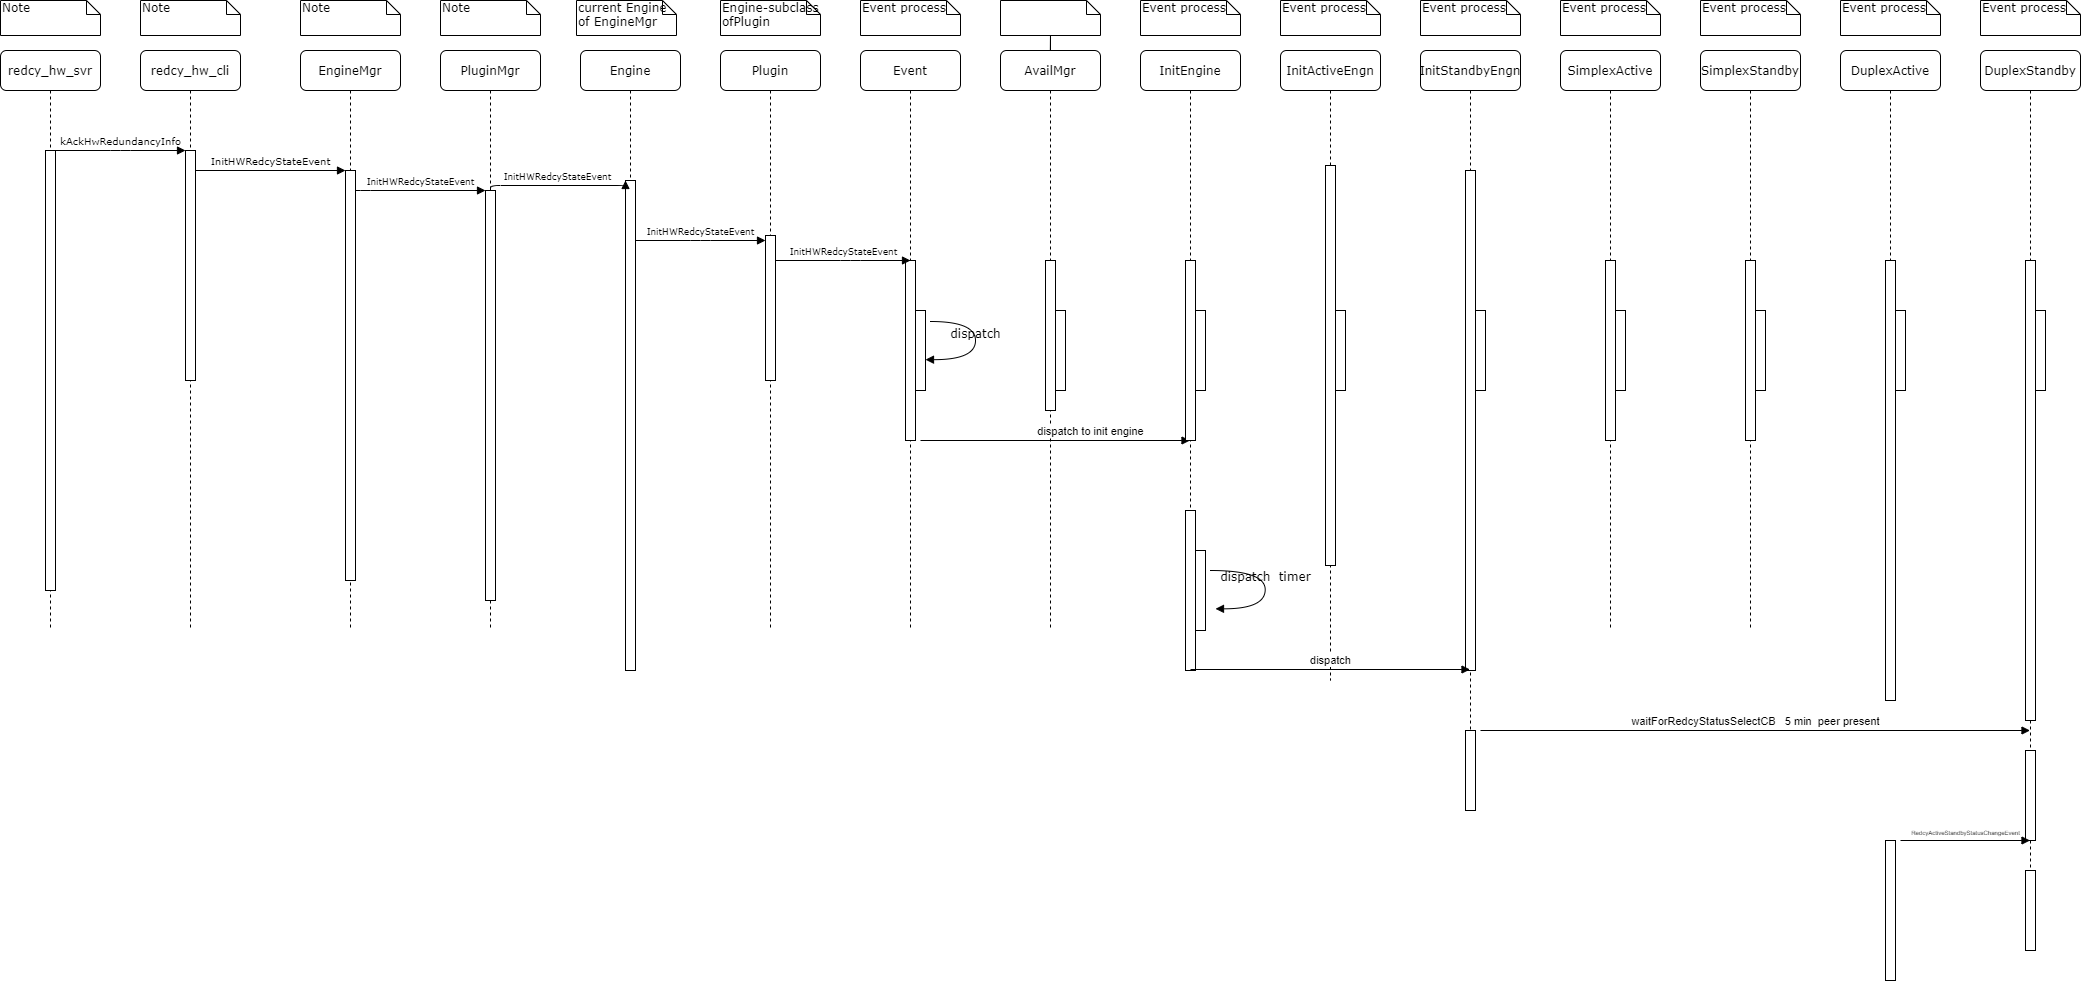 Note
Note
Note
Note
current Engine
of EngineMgr
Engine-subclass
ofPlugin
Event process
Event process
Event process
Event process
Event process
Event process
Event process
Event process
redcy_hw_svr
redcy_hw_cli
EngineMgr
PluginMgr
Engine
Plugin
Event
AvailMgr
InitEngine
InitActiveEngn
InitStandbyEngn
SimplexActive
SimplexStandby
DuplexActive
DuplexStandby
kAckHwRedundancyInfo
InitHWRedcyStateEvent
InitHWRedcyStateEvent
InitHWRedcyStateEvent
InitHWRedcyStateEvent
InitHWRedcyStateEvent
dispatch
dispatch to init engine
dispatch  timer
dispatch
waitForRedcyStatusSelectCB   5 min  peer present
RedcyActiveStandbyStatusChangeEvent